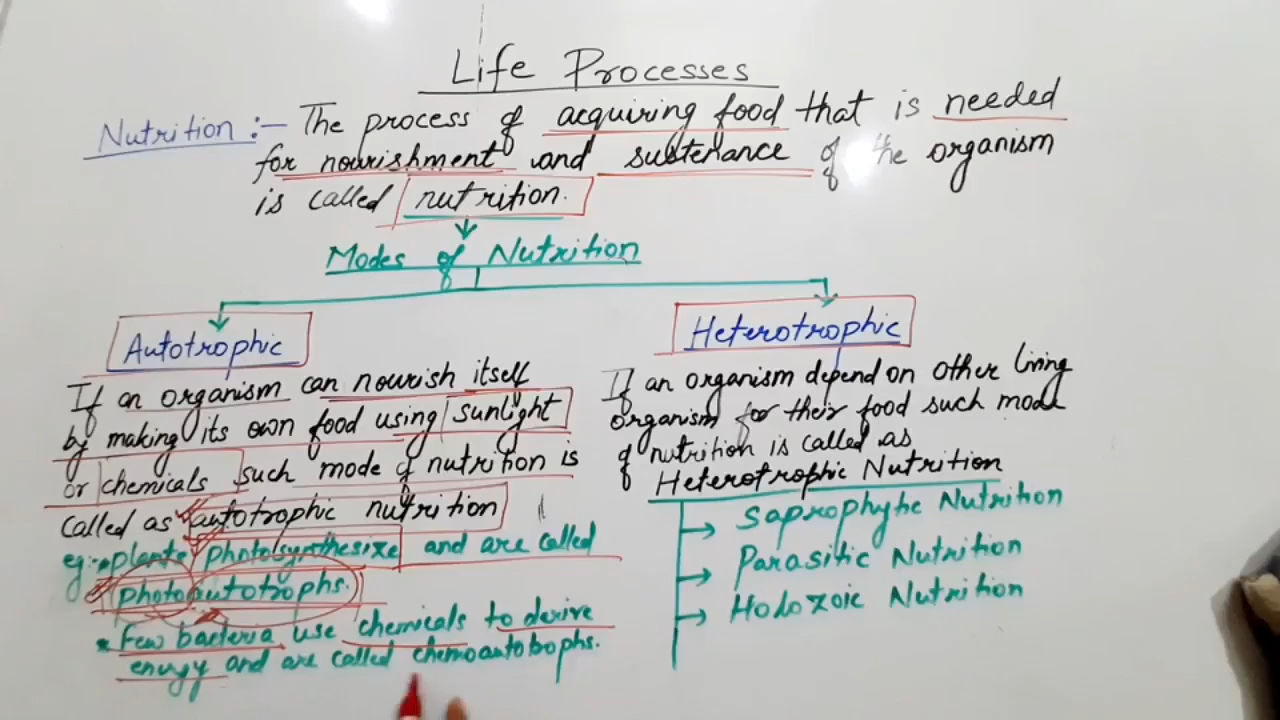 Life Processes
Nutrition :- The process of acquiring food that is needed
for nourishment and sustenance of the organism
is called nutrition.
Modes of Nutrition
Autotrophic
If an organism can nourish itself
by making its own food using sunlight
or chemicals such mode of nutrition is
called as autotrophic nutrition
eg:- plants photosynthesize and are called
photoautotrophs.
* Few bacteria use chemicals to derive
energy and are called chemoautotrophs.
Heterotrophic
If an organism depend on other living
organism for their food such mode
of nutrition is called as
Heterotrophic Nutrition
Saprophytic Nutrition
Parasitic Nutrition
Holozoic Nutrition